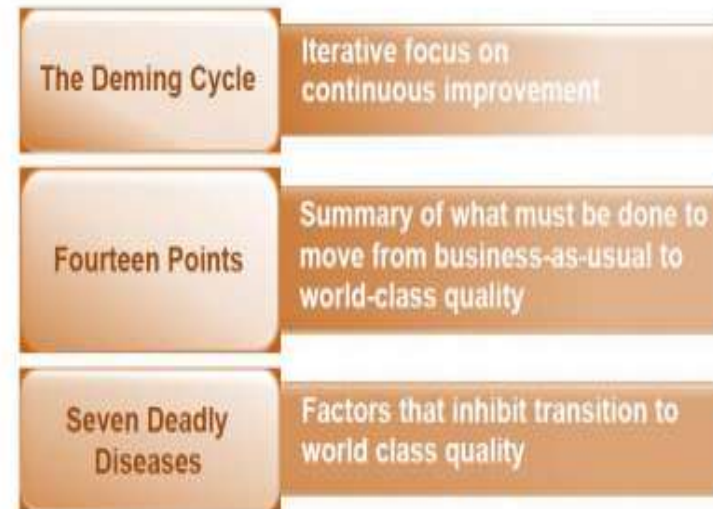 The Deming Cycle
Iterative focus on
continuous improvement
Fourteen Points
Summary of what must be done to
move from business-as-usual to
world-class quality
Seven Deadly
Diseases
Factors that inhibit transition to
world class quality